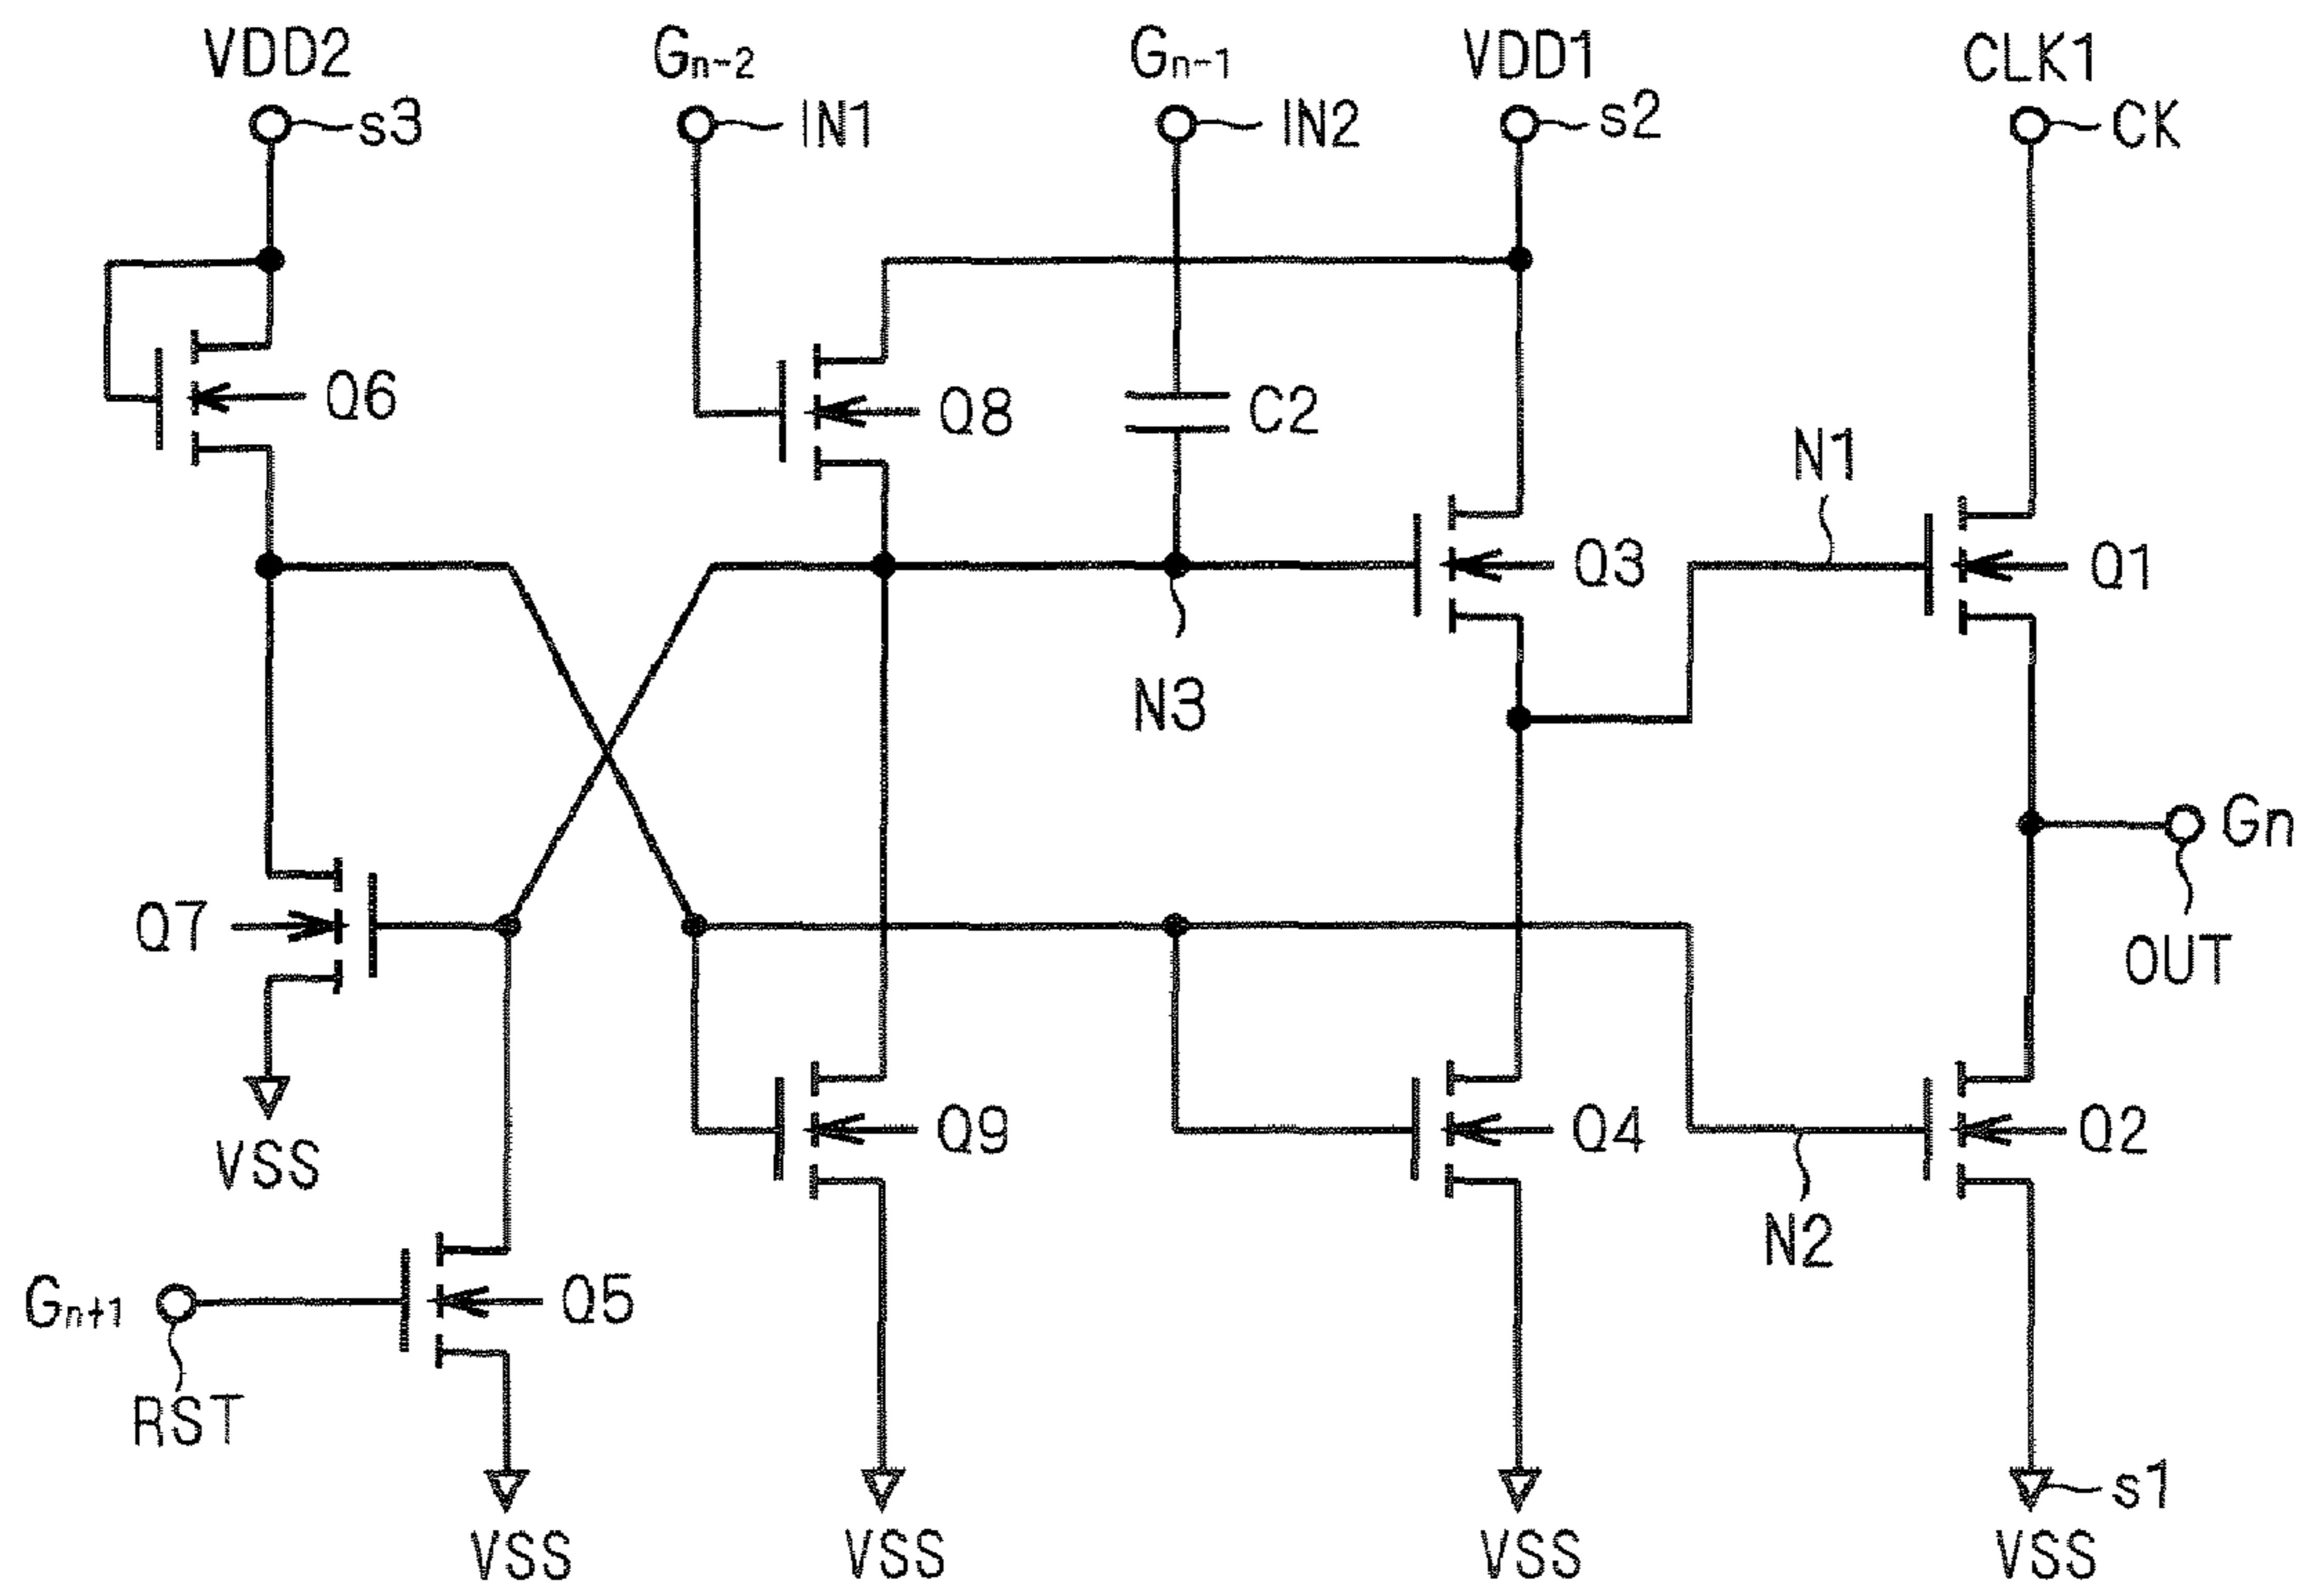 VDD2
Gn-2
Gn-1
VDD1
CLK1
s3
IN1
IN2
s2
CK
Q6
Q8
C2
N1
Q3
Q1
N3
Gn
Q7
OUT
Q9
Q4
Q2
VSS
N2
Gn+1
Q5
RST
s1
VSS
VSS
VSS
VSS